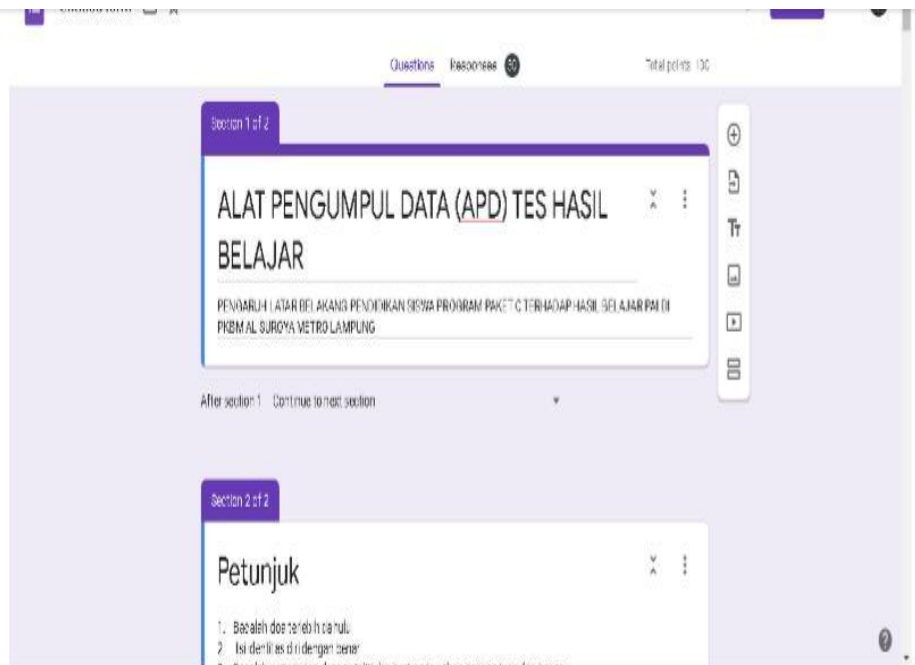 Questions Responses
Total points 100
Section 1 of 2
ALAT PENGUMPUL DATA (APD) TES HASIL
BELAJAR
PENGARUH LATAR BELAKANG PENDIDIKAN SISWA PROGRAM PAKET C TERHADAP HASIL BELAJAR PAI DI
PKBM AL SUROYA METRO LAMPUNG
After section 1 Continue to next section
Section 2 of 2
Petunjuk
1. Bacalah doa terlebih dahulu
2. Isi dentitas diri dengan benar